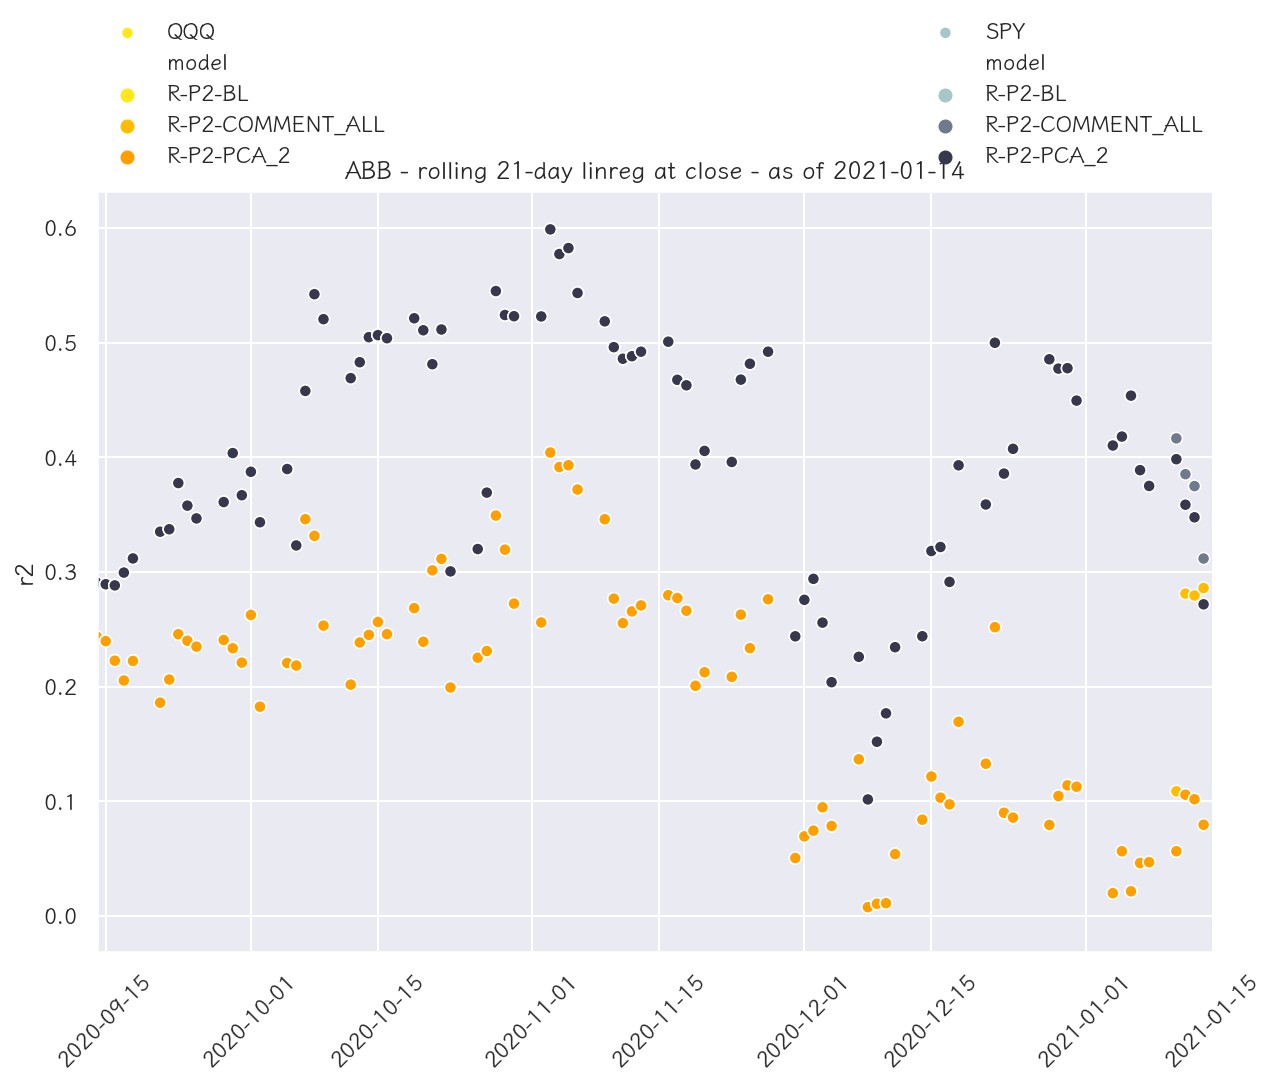 QQQ
model
R-P2-BL
R-P2-COMMENT_ALL
R-P2-PCA_2
SPY
model
R-P2-BL
R-P2-COMMENT_ALL
R-P2-PCA_2
ABB - rolling 21-day linreg at close - as of 2021-01-14
r2
0.6
0.5
0.4
0.3
0.2
0.1
0.0
2020-09-15
2020-10-01
2020-10-15
2020-11-01
2020-11-15
2020-12-01
2020-12-15
2021-01-01
2021-01-15